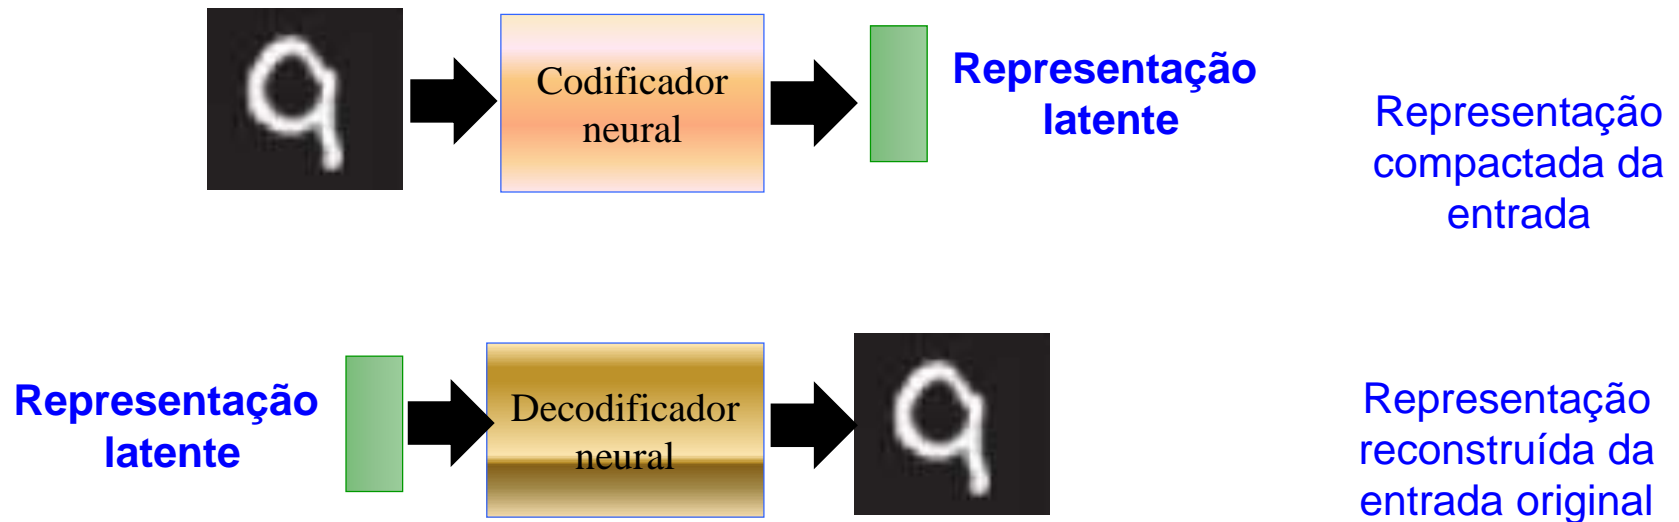 Codificador
neural
Representação
latente
Representação
compactada da
entrada
Representação
latente
Decodificador
neural
Representação
reconstruída da
entrada original